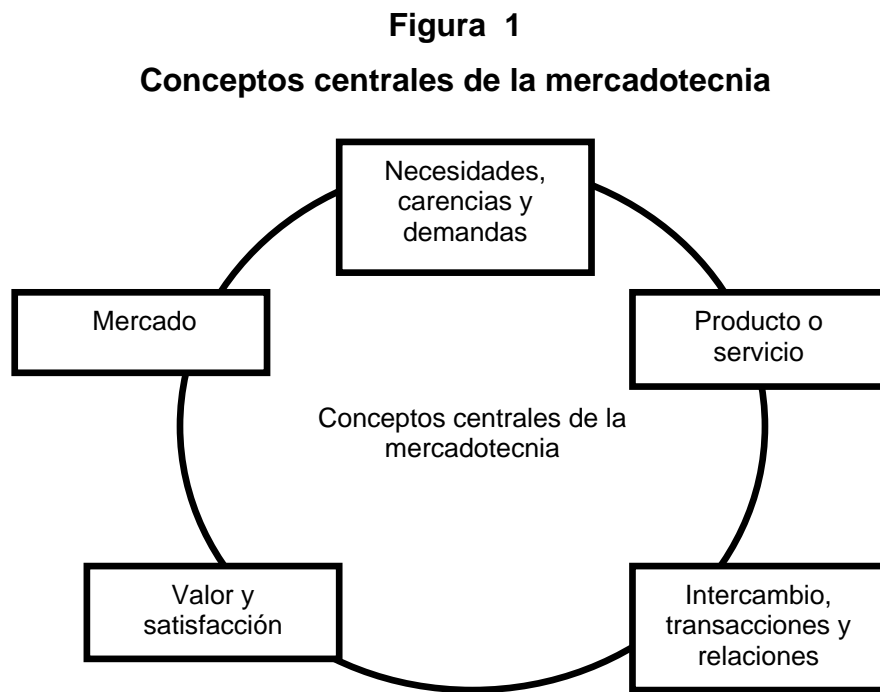 Figura 1
Conceptos centrales de la mercadotecnia
Necesidades,
carencias y
demandas
Mercado
Producto o
servicio
Conceptos centrales de la
mercadotecnia
Valor y
satisfacción
Intercambio,
transacciones y
relaciones